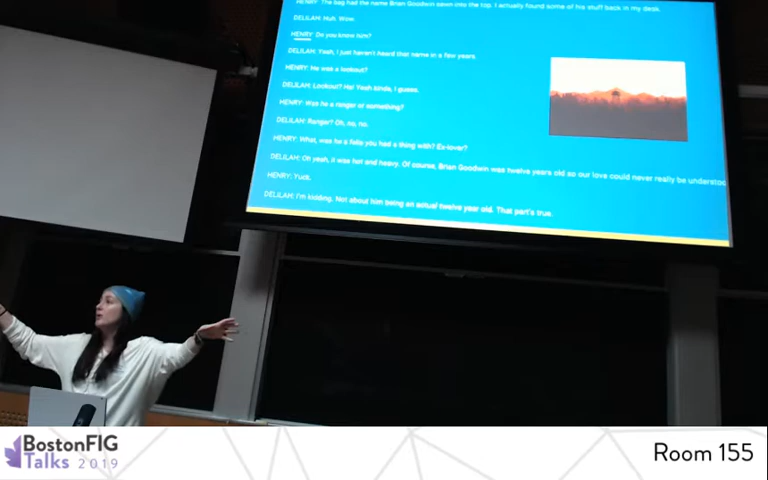 HENRY: The bag had the name Brian Goodwin sewn into the top. I actually found some of his stuff back in my desk.
DELILAH: Huh. Wow.
HENRY: Do you know him?
DELILAH: Yeah, I just haven't heard that name in a few years.
HENRY: He was a lookout?
DELILAH: Lookout? Ha! Yeah kinda, I guess.
HENRY: Was he a ranger or something?
DELILAH: Ranger? Oh, no, no.
HENRY: What, was he a fella you had a thing with? Ex-lover?
DELILAH: Oh yeah, it was hot and heavy. Of course, Brian Goodwin was twelve years old so our love could never really be understoo
HENRY: Yuck.
DELILAH: I'm kidding. Not about him being an actual twelve year old. That part's true.
BostonFIG
Talks 2019
Room 155